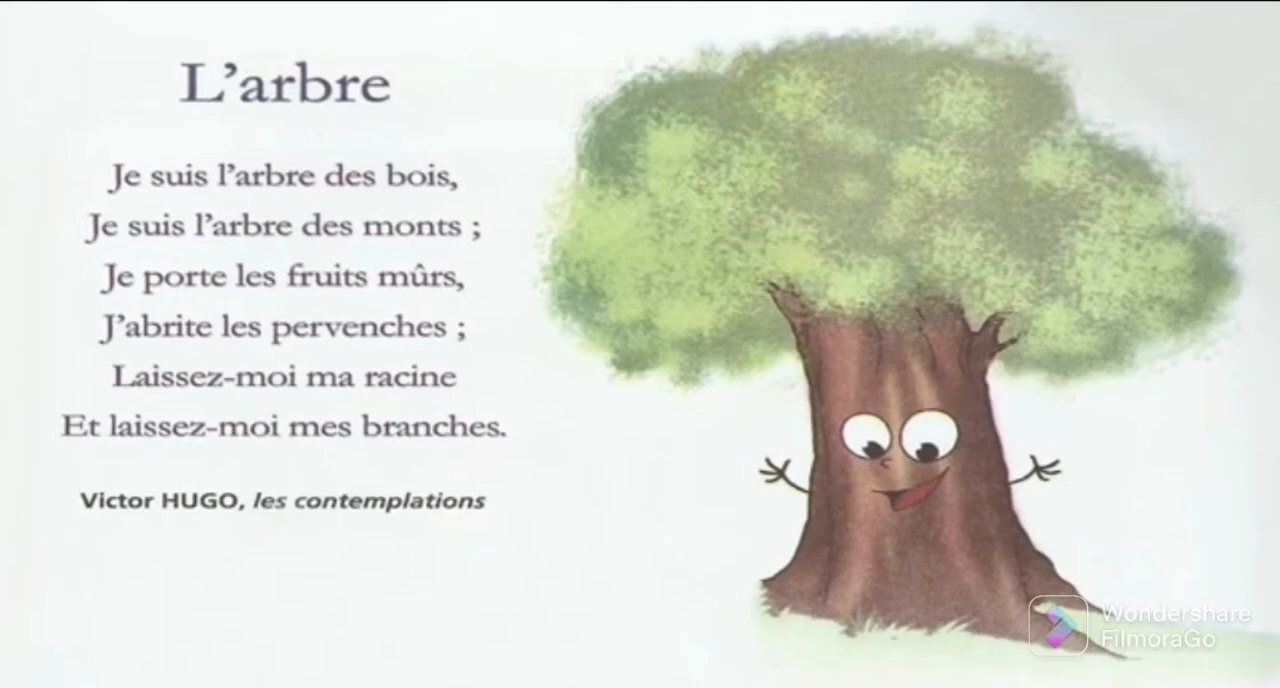 L'arbre
Je suis l'arbre des bois,
Je suis l'arbre des monts ;
Je porte les fruits mûrs,
J'abrite les pervenches ;
Laissez-moi ma racine
Et laissez-moi mes branches.
Victor HUGO, les contemplations
Wondershare
FilmoraGo